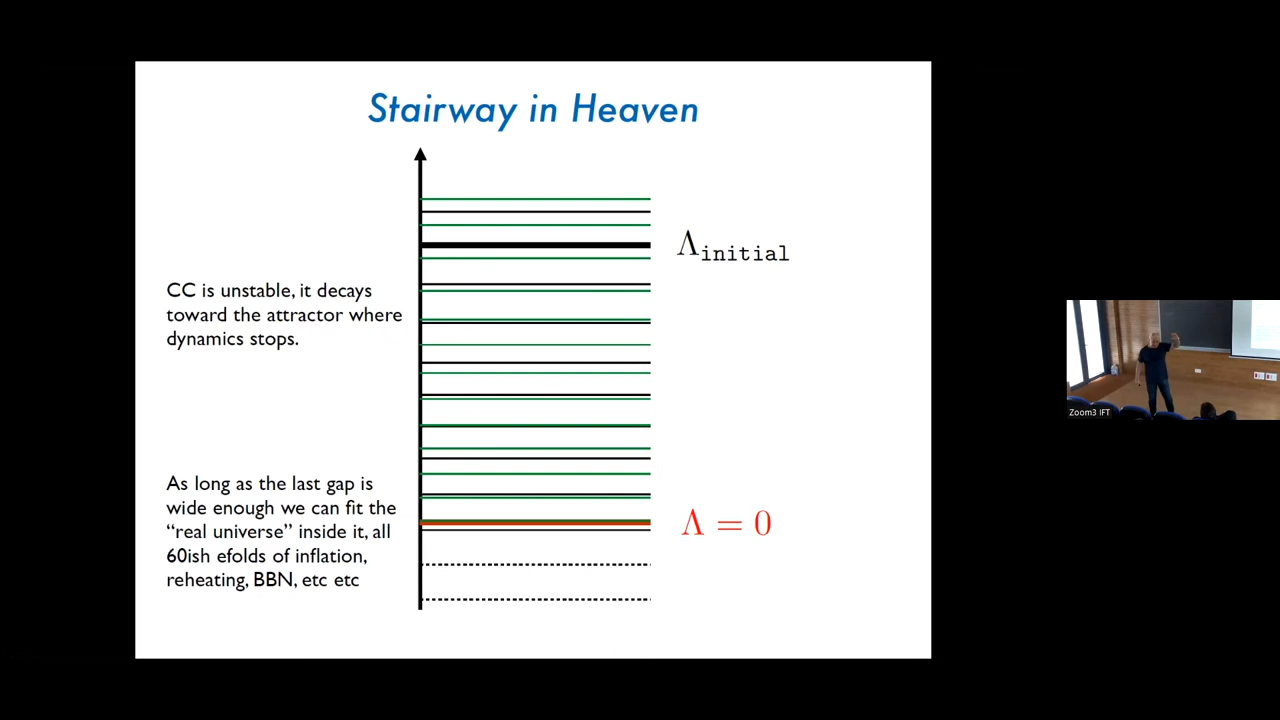 Stairway in Heaven
Λinitial
CC is unstable, it decays
toward the attractor where
dynamics stops.
As long as the last gap is
wide enough we can fit the
“real universe” inside it, all
60ish efolds of inflation,
reheating, BBN, etc etc
Λ = 0
Zoom3 IFT